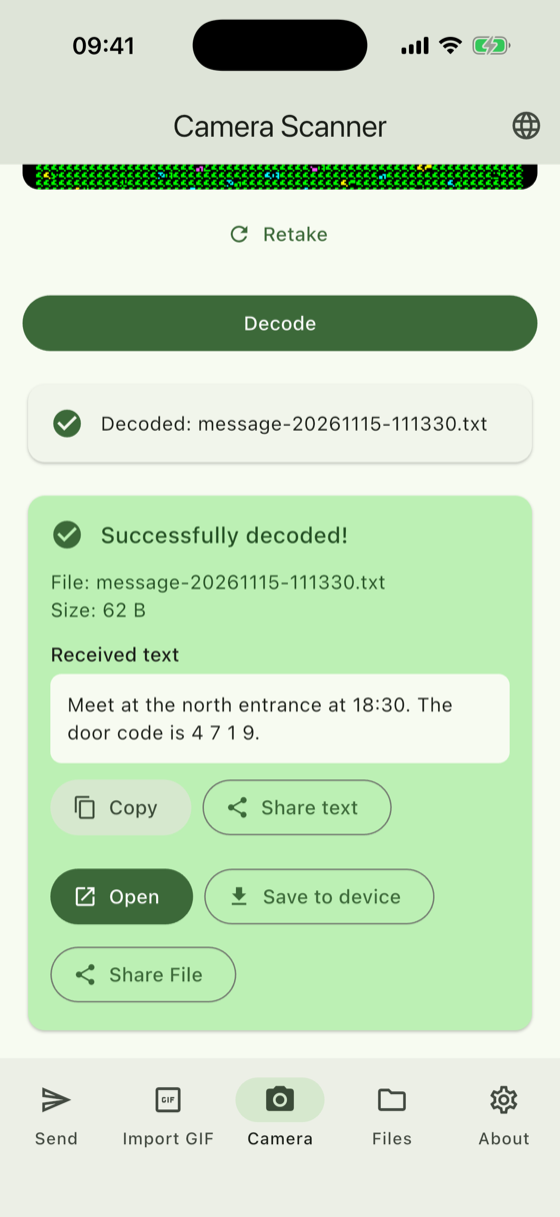 09:41
Camera Scanner
Retake
Decode
Decoded: message-20261115-111330.txt
Successfully decoded!
File: message-20261115-111330.txt
Size: 62 B
Received text
Meet at the north entrance at 18:30. The
door code is 4 7 1 9.
Copy
Share text
Open
Save to device
Share File
GIF
Send
Import GIF
Camera
Files
About